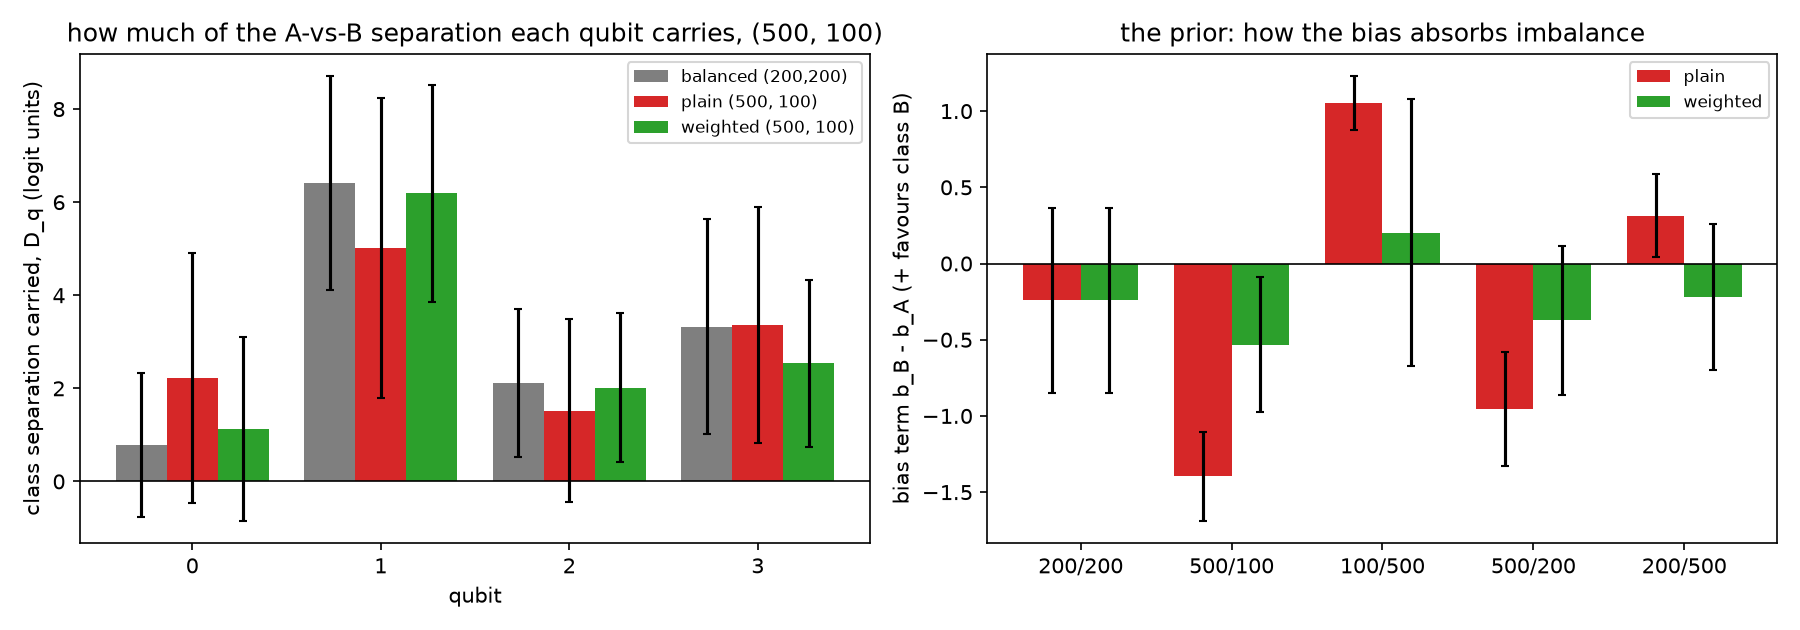 how much of the A-vs-B separation each qubit carries, (500, 100)
class separation carried, D_q (logit units)
8
6
4
2
0
balanced (200,200)
plain (500, 100)
weighted (500, 100)
0
1
2
3
qubit
the prior: how the bias absorbs imbalance
bias term b_B - b_A (+ favours class B)
1.0
0.5
0.0
−0.5
−1.0
−1.5
plain
weighted
200/200
500/100
100/500
500/200
200/500